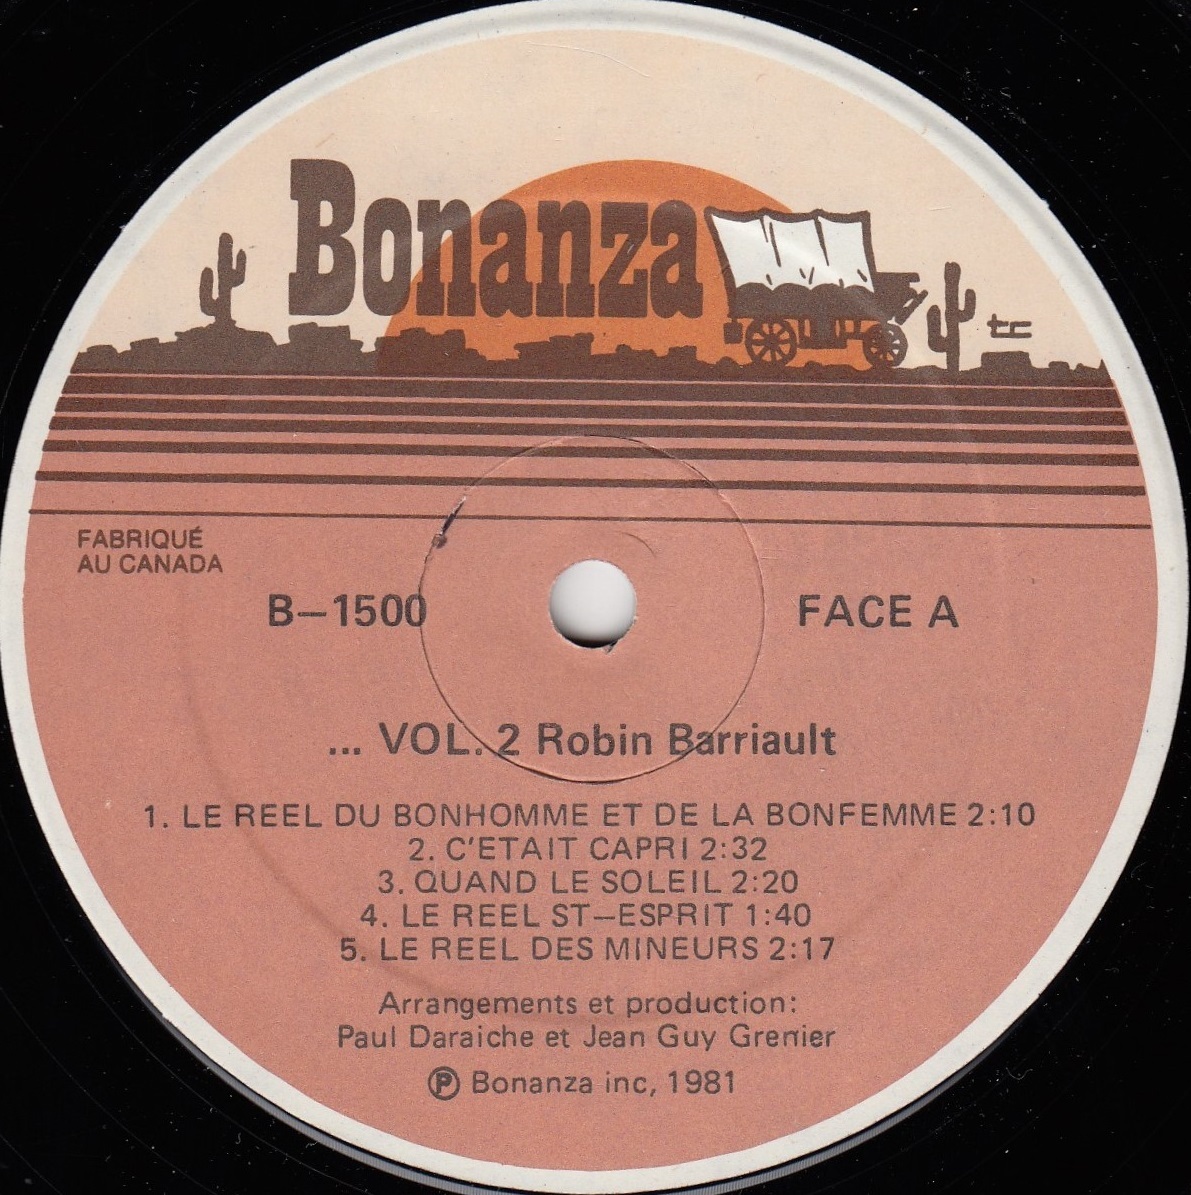 Bonanza
FABRIQUÉ
AU CANADA
B–1500
FACE A
... VOL. 2 Robin Barriault
1. LE REEL DU BONHOMME ET DE LA BONFEMME 2:10
2. C'ETAIT CAPRI 2:32
3. QUAND LE SOLEIL 2:20
4. LE REEL ST–ESPRIT 1:40
5. LE REEL DES MINEURS 2:17
Arrangements et production:
Paul Daraiche et Jean Guy Grenier
Ⓟ Bonanza inc, 1981